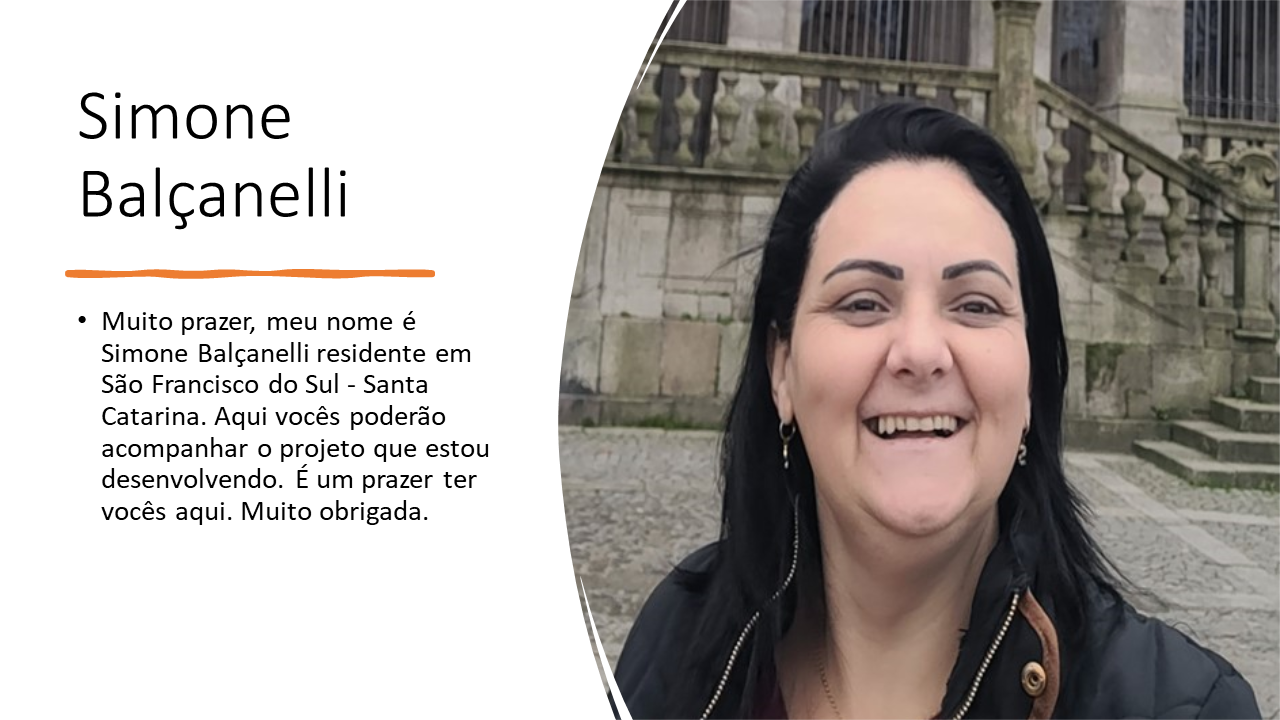 Simone
Balçanelli
• Muito prazer, meu nome é
Simone Balçanelli residente em
São Francisco do Sul - Santa
Catarina. Aqui vocês poderão
acompanhar o projeto que estou
desenvolvendo. É um prazer ter
vocês aqui. Muito obrigada.